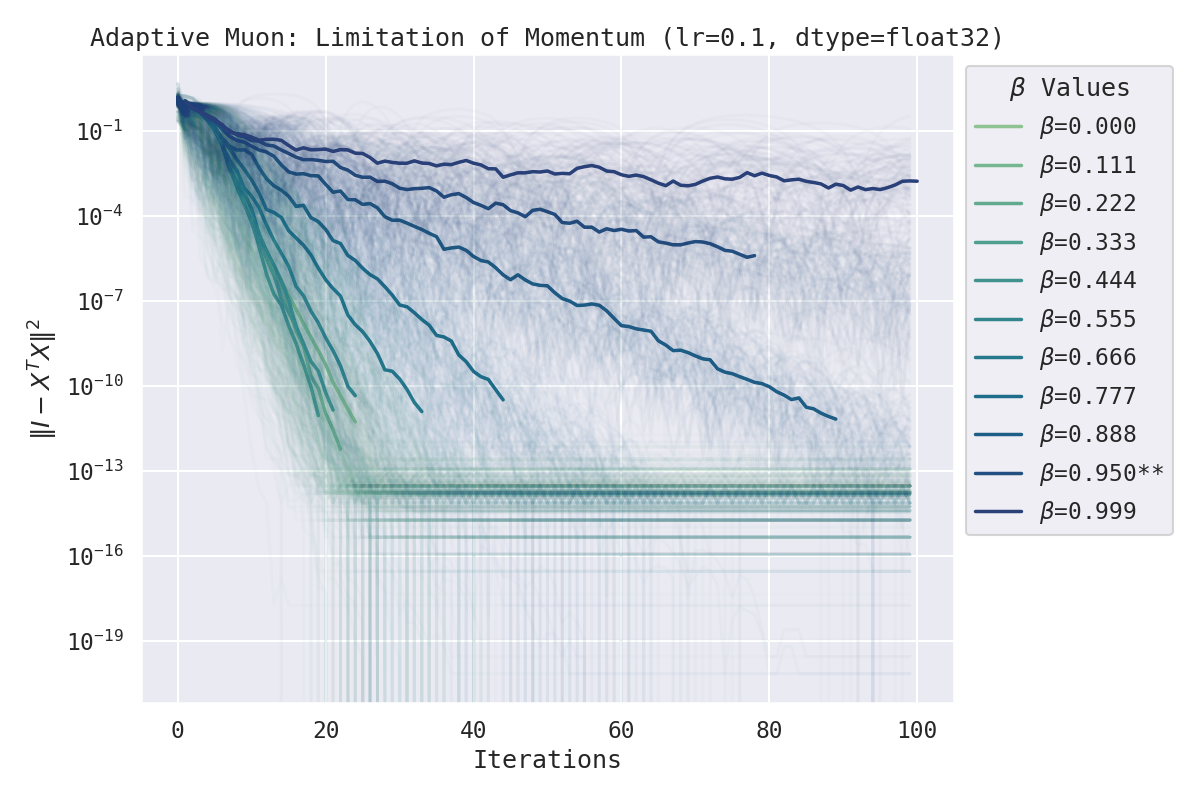 Adaptive Muon: Limitation of Momentum (lr=0.1, dtype=float32)
‖I − XᵀX‖²
10⁻¹
10⁻⁴
10⁻⁷
10⁻¹⁰
10⁻¹³
10⁻¹⁶
10⁻¹⁹
0 20 40 60 80 100
Iterations
β Values
β=0.000
β=0.111
β=0.222
β=0.333
β=0.444
β=0.555
β=0.666
β=0.777
β=0.888
β=0.950**
β=0.999